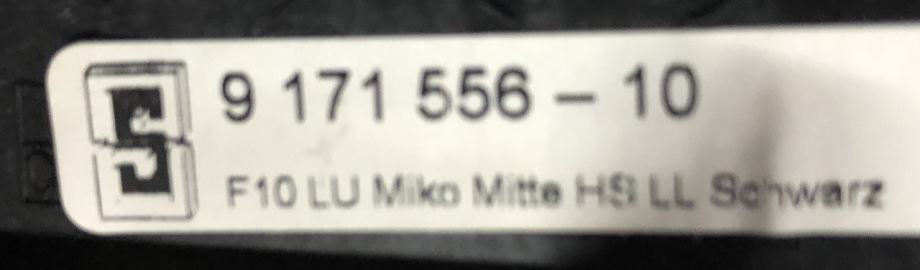 9 171 556 – 10
F10 LU Miko Mitte HS LL Schwarz